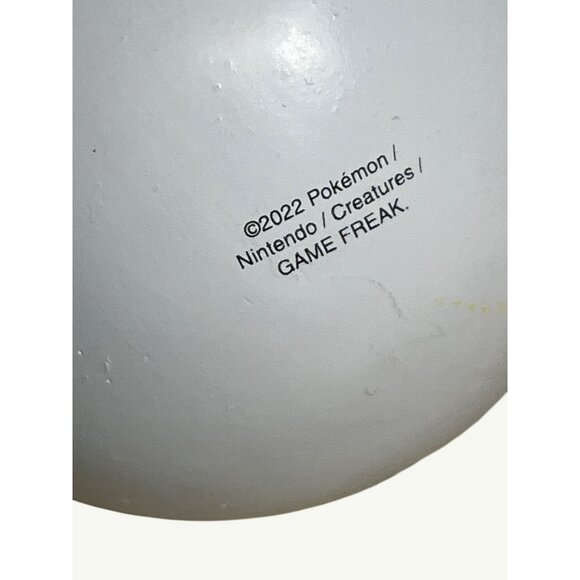 ©2022 Pokémon /
Nintendo / Creatures /
GAME FREAK.